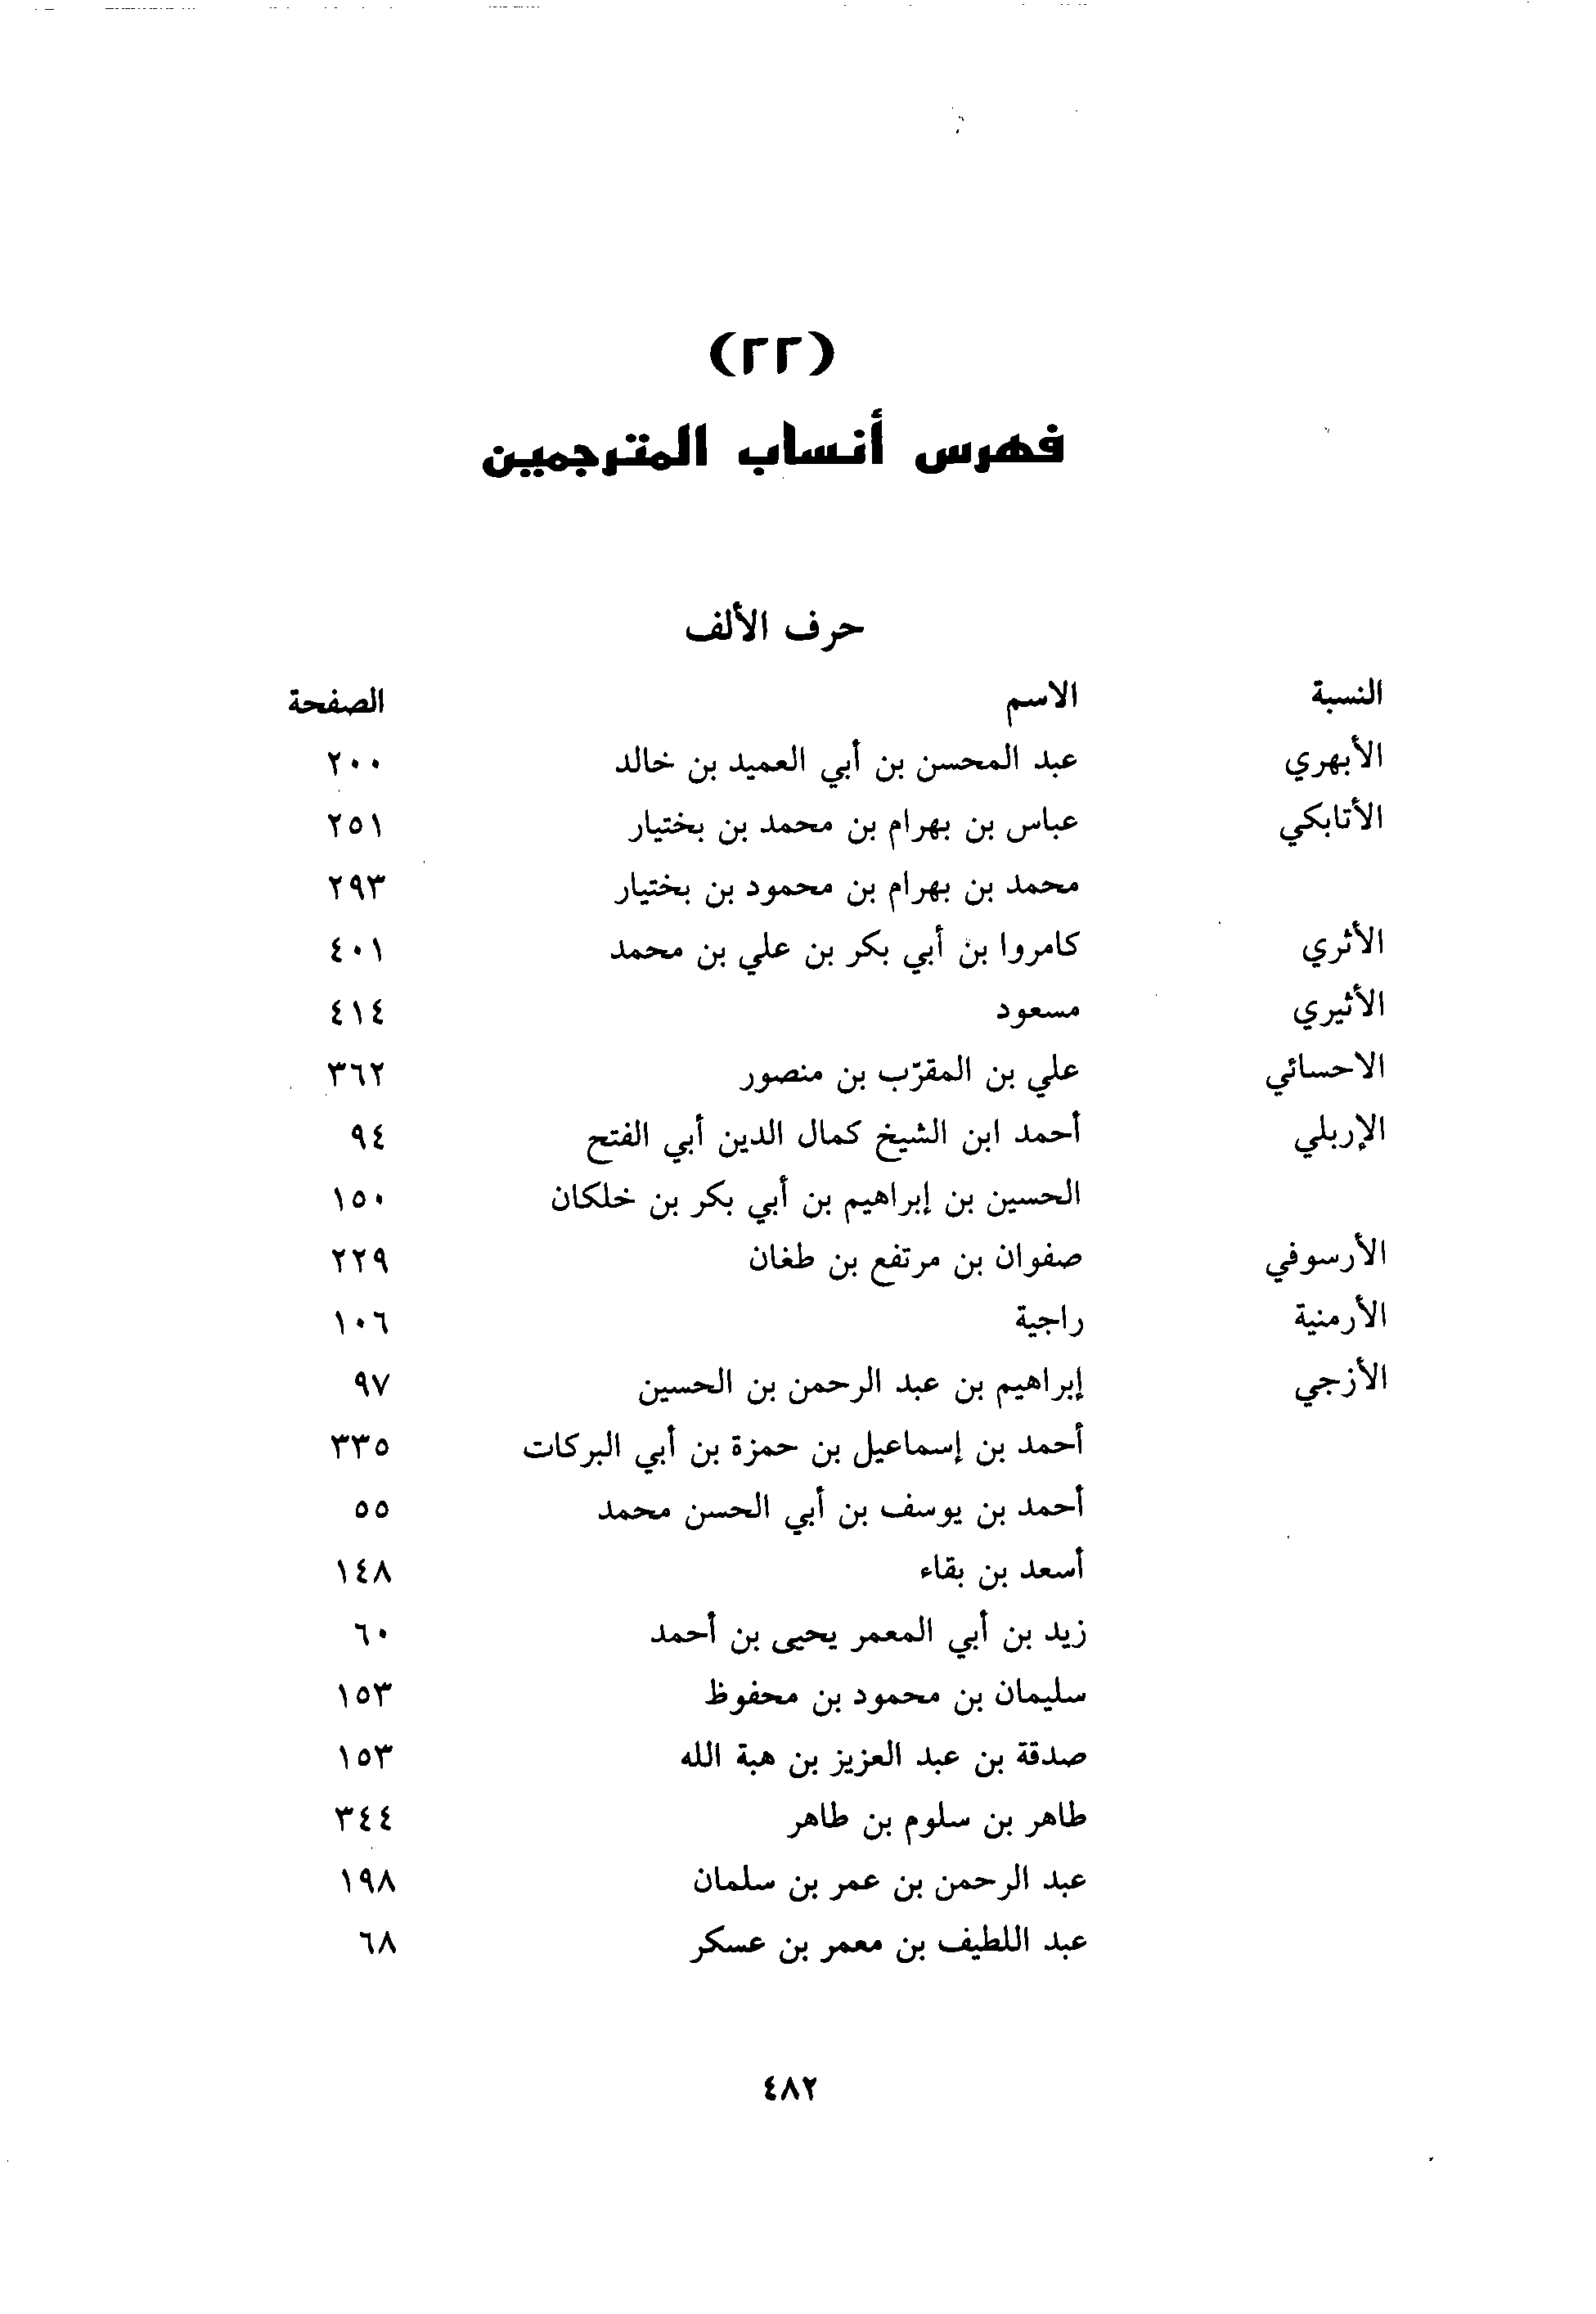 (٢٢)
فهرس أنساب المترجمين
حرف الألف
النسبة الاسم الصفحة
الأبهري عبد المحسن بن أبي العميد بن خالد ٢٠٠
الأتابكي عباس بن بهرام بن محمد بن بختيار ٢٥١
محمد بن بهرام بن محمود بن بختيار ٢٩٣
الأثري كامروا بن أبي بكر بن علي بن محمد ٤٠١
الأثيري مسعود ٤١٤
الاحسائي علي بن المقرّب بن منصور ٣٦٢
الإربلي أحمد ابن الشيخ كمال الدين أبي الفتح ٩٤
الحسين بن إبراهيم بن أبي بكر بن خلكان ١٥٠
الأرسوفي صفوان بن مرتفع بن طغان ٢٢٩
الأرمنية راجية ١٠٦
الأزجي إبراهيم بن عبد الرحمن بن الحسين ٩٧
أحمد بن إسماعيل بن حمزة بن أبي البركات ٣٣٥
أحمد بن يوسف بن أبي الحسن محمد ٥٥
أسعد بن بقاء ١٤٨
زيد بن أبي المعمر يحيى بن أحمد ٦٠
سليمان بن محمود بن محفوظ ١٥٣
صدقة بن عبد العزيز بن هبة الله ١٥٣
طاهر بن سلوم بن طاهر ٣٤٤
عبد الرحمن بن عمر بن سلمان ١٩٨
عبد اللطيف بن معمر بن عسكر ٦٨
٤٨٢